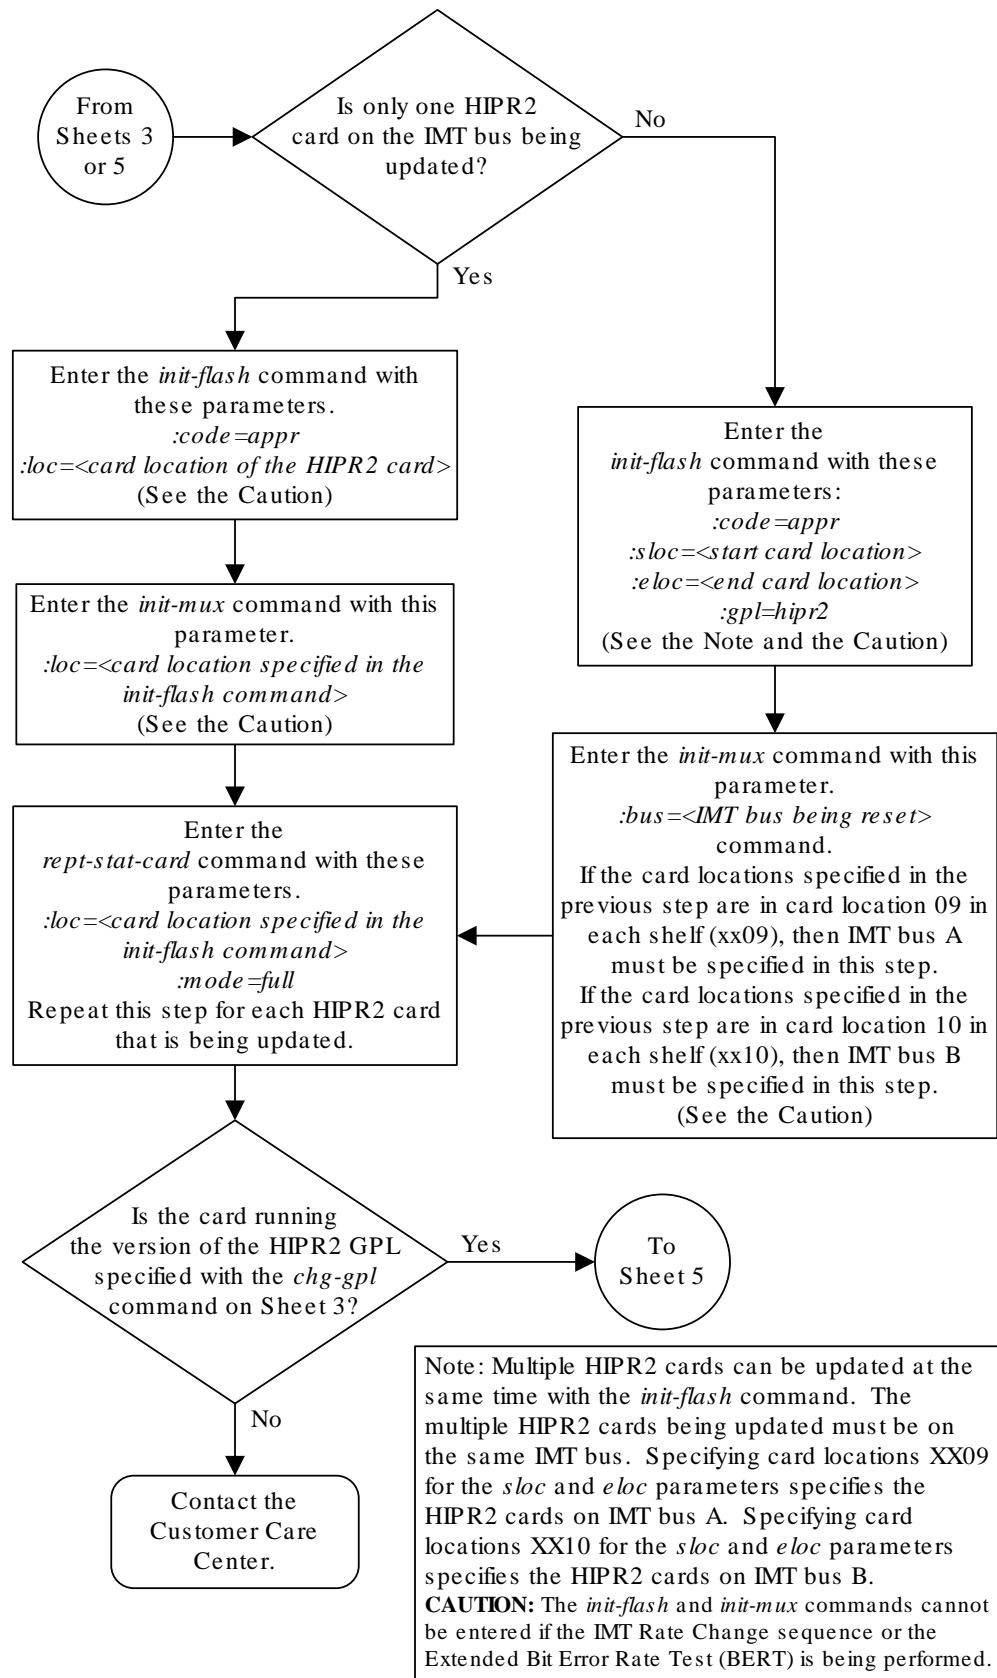 From
Sheets 3
or 5
Is only one HIPR2
card on the IMT bus being
updated?
No
Yes
Enter the init-flash command with
these parameters.
:code=appr
:loc=<card location of the HIPR2 card>
(See the Caution)
Enter the
init-flash command with these
parameters:
:code=appr
:sloc=<start card location>
:eloc=<end card location>
:gpl=hipr2
(See the Note and the Caution)
Enter the init-mux command with this
parameter.
:loc=<card location specified in the
init-flash command>
(See the Caution)
Enter the init-mux command with this
parameter.
:bus=<IMT bus being reset>
command.
If the card locations specified in the
previous step are in card location 09 in
each shelf (xx09), then IMT bus A
must be specified in this step.
If the card locations specified in the
previous step are in card location 10 in
each shelf (xx10), then IMT bus B
must be specified in this step.
(See the Caution)
Enter the
rept-stat-card command with these
parameters.
:loc=<card location specified in the
init-flash command>
:mode=full
Repeat this step for each HIPR2 card
that is being updated.
Is the card running
the version of the HIPR2 GPL
specified with the chg-gpl
command on Sheet 3?
Yes
To
Sheet 5
No
Contact the
Customer Care
Center.
Note: Multiple HIPR2 cards can be updated at the
same time with the init-flash command. The
multiple HIPR2 cards being updated must be on
the same IMT bus. Specifying card locations XX09
for the sloc and eloc parameters specifies the
HIPR2 cards on IMT bus A. Specifying card
locations XX10 for the sloc and eloc parameters
specifies the HIPR2 cards on IMT bus B.
CAUTION: The init-flash and init-mux commands cannot
be entered if the IMT Rate Change sequence or the
Extended Bit Error Rate Test (BERT) is being performed.